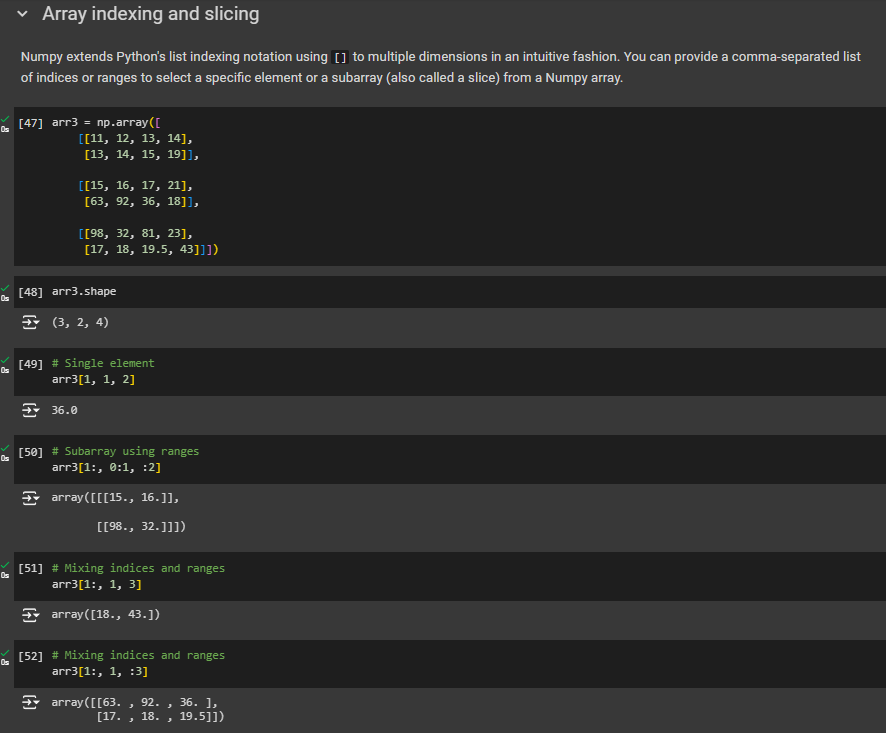 Array indexing and slicing
Numpy extends Python's list indexing notation using [] to multiple dimensions in an intuitive fashion. You can provide a comma-separated list
of indices or ranges to select a specific element or a subarray (also called a slice) from a Numpy array.
0s
[47] arr3 = np.array([
[[11, 12, 13, 14],
[13, 14, 15, 19]],
[[15, 16, 17, 21],
[63, 92, 36, 18]],
[[98, 32, 81, 23],
[17, 18, 19.5, 43]]])
0s
[48] arr3.shape
(3, 2, 4)
0s
[49] # Single element
arr3[1, 1, 2]
36.0
0s
[50] # Subarray using ranges
arr3[1:, 0:1, :2]
array([[[15., 16.]],
[[98., 32.]]])
0s
[51] # Mixing indices and ranges
arr3[1:, 1, 3]
array([18., 43.])
0s
[52] # Mixing indices and ranges
arr3[1:, 1, :3]
array([[63. , 92. , 36. ],
[17. , 18. , 19.5]])